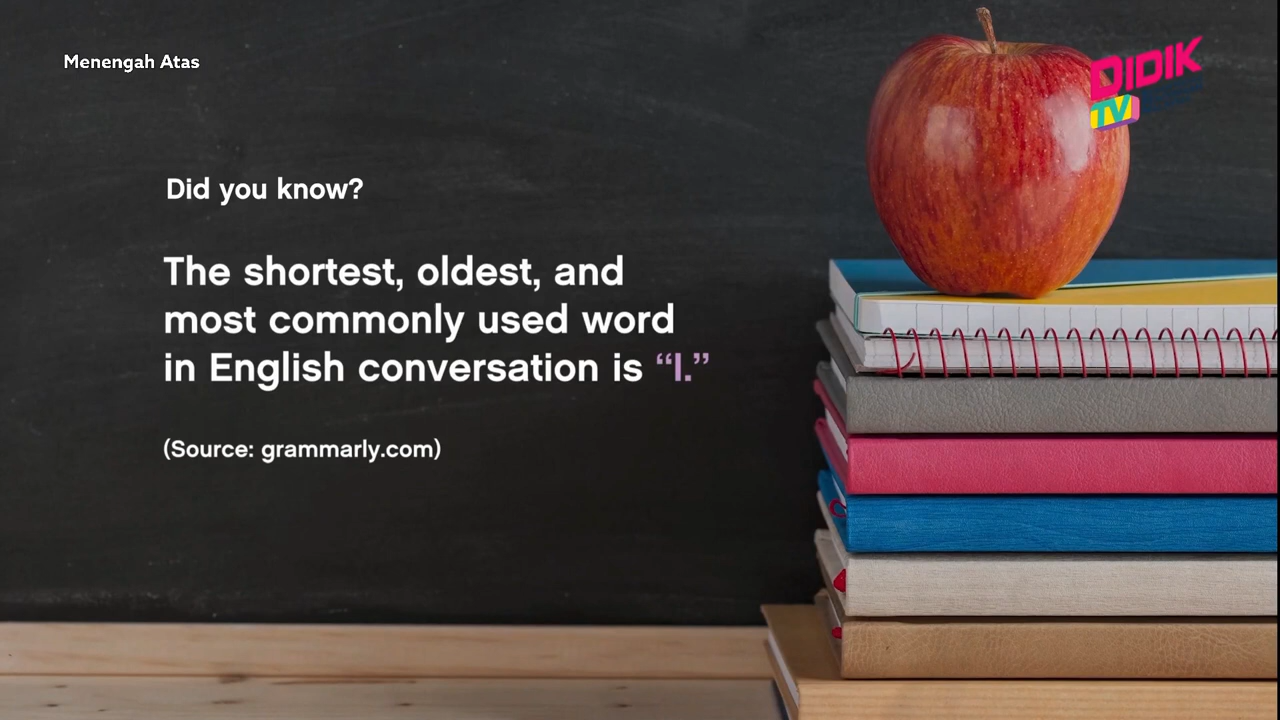 Menengah Atas
DIDIK
TV
Did you know?
The shortest, oldest, and
most commonly used word
in English conversation is “I.”
(Source: grammarly.com)